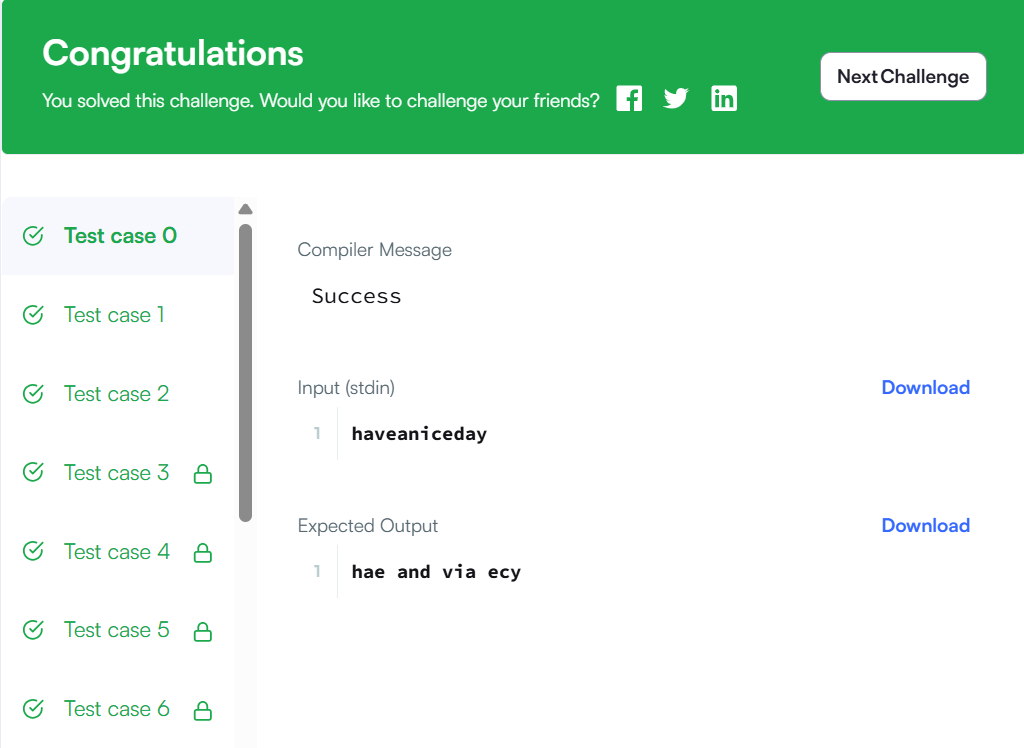 Congratulations
You solved this challenge. Would you like to challenge your friends?
Next Challenge
Test case 0
Test case 1
Test case 2
Test case 3
Test case 4
Test case 5
Test case 6
Compiler Message
Success
Input (stdin)
Download
1 haveaniceday
Expected Output
Download
1 hae and via ecy